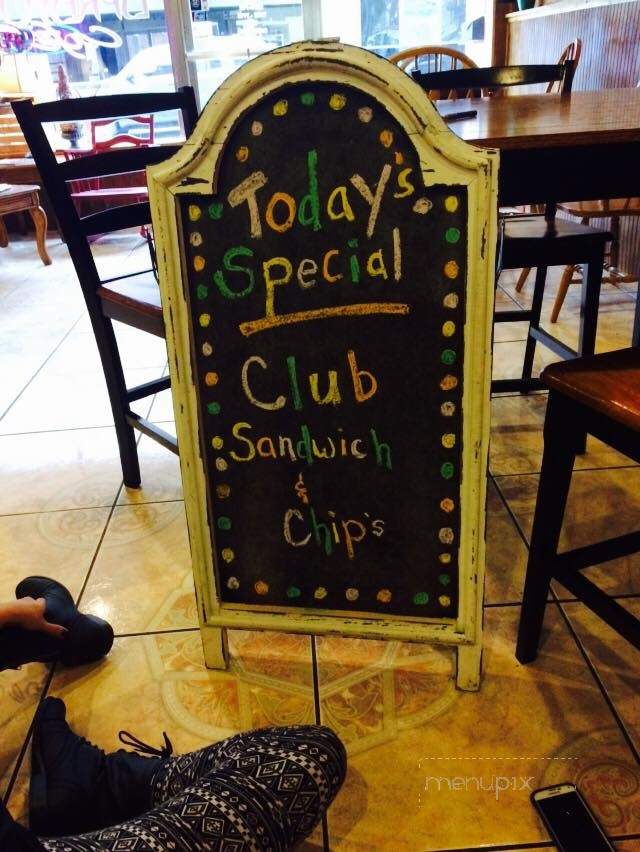 Today's
Special
Club
Sandwich
&
Chip's
menupix